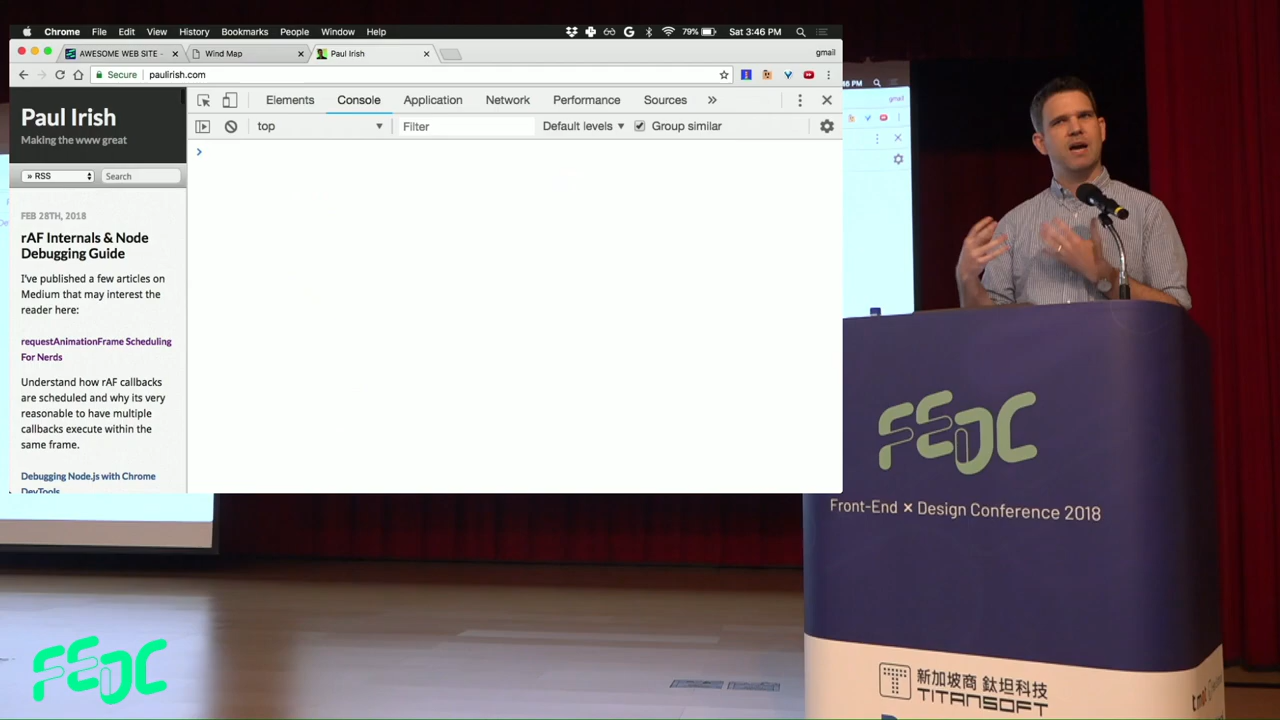 Chrome File Edit View History Bookmarks People Window Help 79% Sat 3:46 PM
AWESOME WEB SITE - Wind Map Paul Irish gmail
Secure paulirish.com
Paul Irish
Making the www great
» RSS Search
FEB 28TH, 2018
rAF Internals & Node
Debugging Guide
I've published a few articles on
Medium that may interest the
reader here:
requestAnimationFrame Scheduling
For Nerds
Understand how rAF callbacks
are scheduled and why its very
reasonable to have multiple
callbacks execute within the
same frame.
Debugging Node.js with Chrome
DevTools
Elements Console Application Network Performance Sources »
top Filter Default levels Group similar
>
gmail
FEDC
Front-End × Design Conference 2018
新加坡商 鈦坦科技
TITANSOFT
FEDC